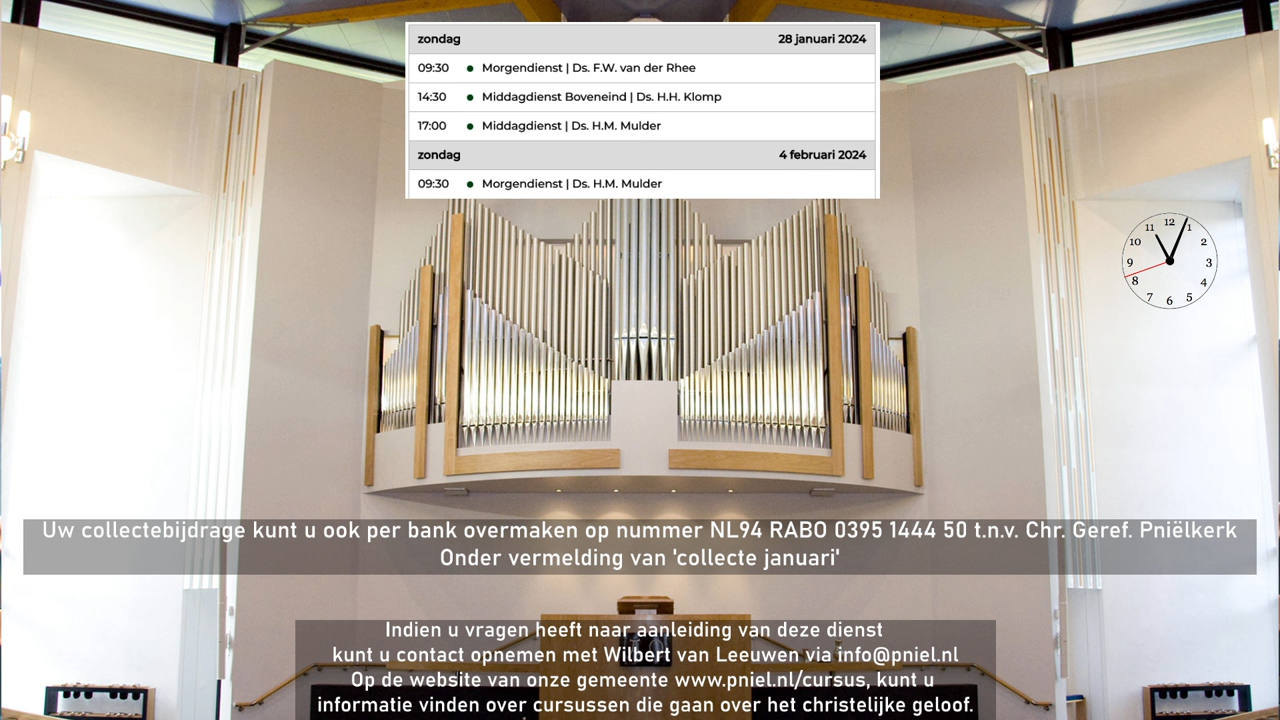 zondag 28 januari 2024
09:30 Morgendienst | Ds. F.W. van der Rhee
14:30 Middagdienst Boveneind | Ds. H.H. Klomp
17:00 Middagdienst | Ds. H.M. Mulder
zondag 4 februari 2024
09:30 Morgendienst | Ds. H.M. Mulder
12
11 1
10 2
9 3
8 4
7 5
6
Uw collectebijdrage kunt u ook per bank overmaken op nummer NL94 RABO 0395 1444 50 t.n.v. Chr. Geref. Pniëlkerk
Onder vermelding van 'collecte januari'
Indien u vragen heeft naar aanleiding van deze dienst
kunt u contact opnemen met Wilbert van Leeuwen via info@pniel.nl
Op de website van onze gemeente www.pniel.nl/cursus, kunt u
informatie vinden over cursussen die gaan over het christelijke geloof.